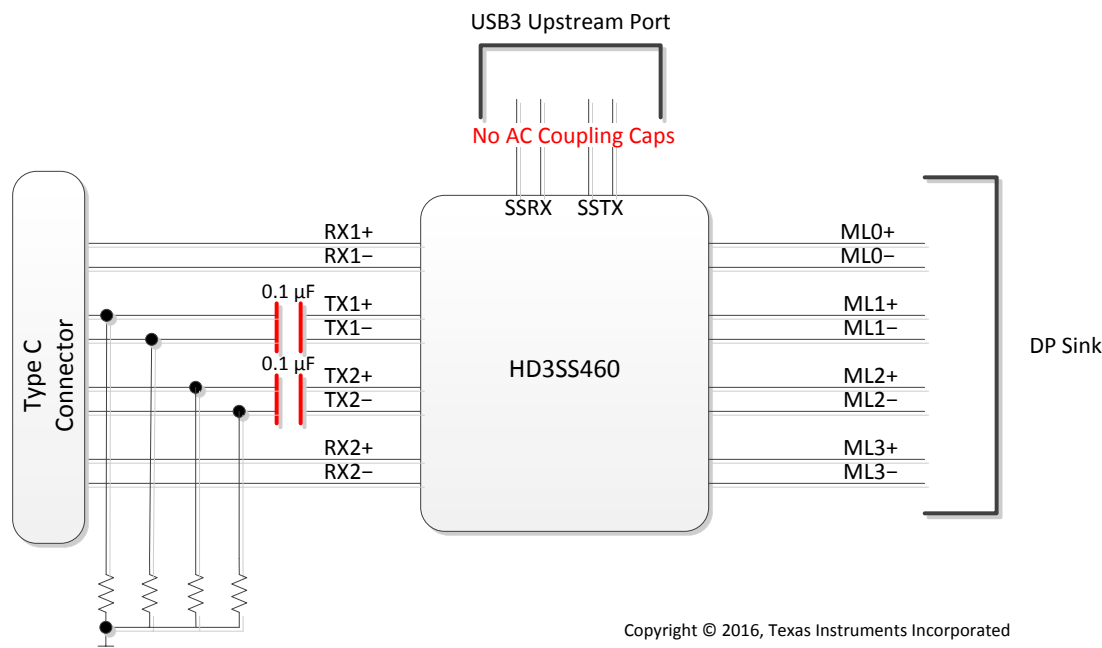 USB3 Upstream Port
No AC Coupling Caps
SSRX SSTX
Type C
Connector
RX1+
RX1−
0.1 µF
TX1+
TX1−
0.1 µF
TX2+
TX2−
RX2+
RX2−
HD3SS460
ML0+
ML0−
ML1+
ML1−
ML2+
ML2−
ML3+
ML3−
DP Sink
Copyright © 2016, Texas Instruments Incorporated